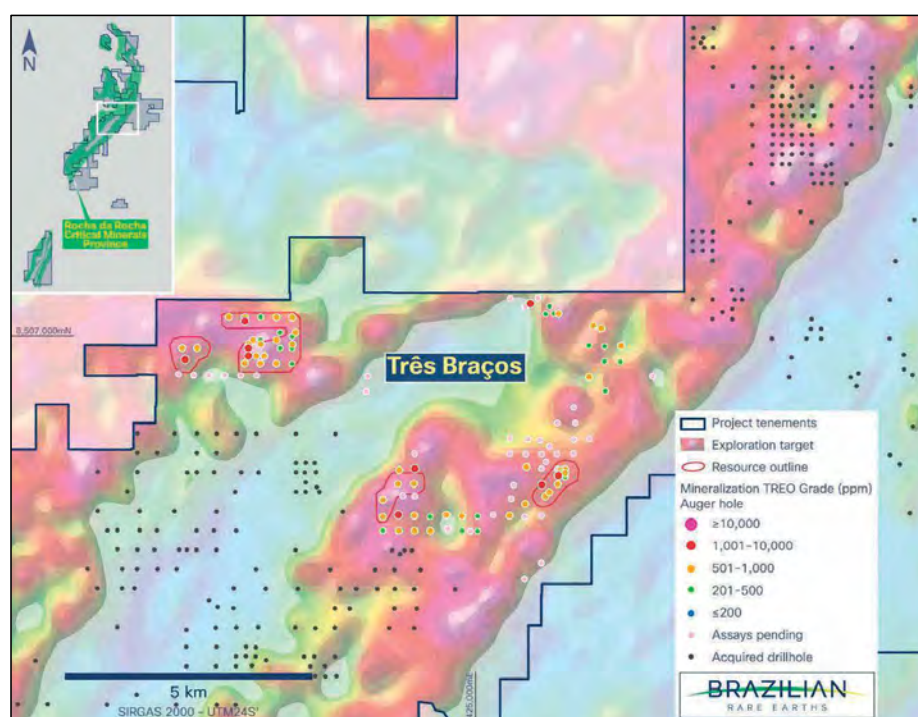 N
Rocha da Rocha
Critical Minerals
Province
8,507,000mN
Três Braços
Project tenements
Exploration target
Resource outline
Mineralization TREO Grade (ppm)
Auger hole
≥10,000
1,001–10,000
501–1,000
201–500
≤200
Assays pending
Acquired drillhole
5 km
SIRGAS 2000 – UTM24S'
425,000mE
BRAZILIAN
RARE EARTHS